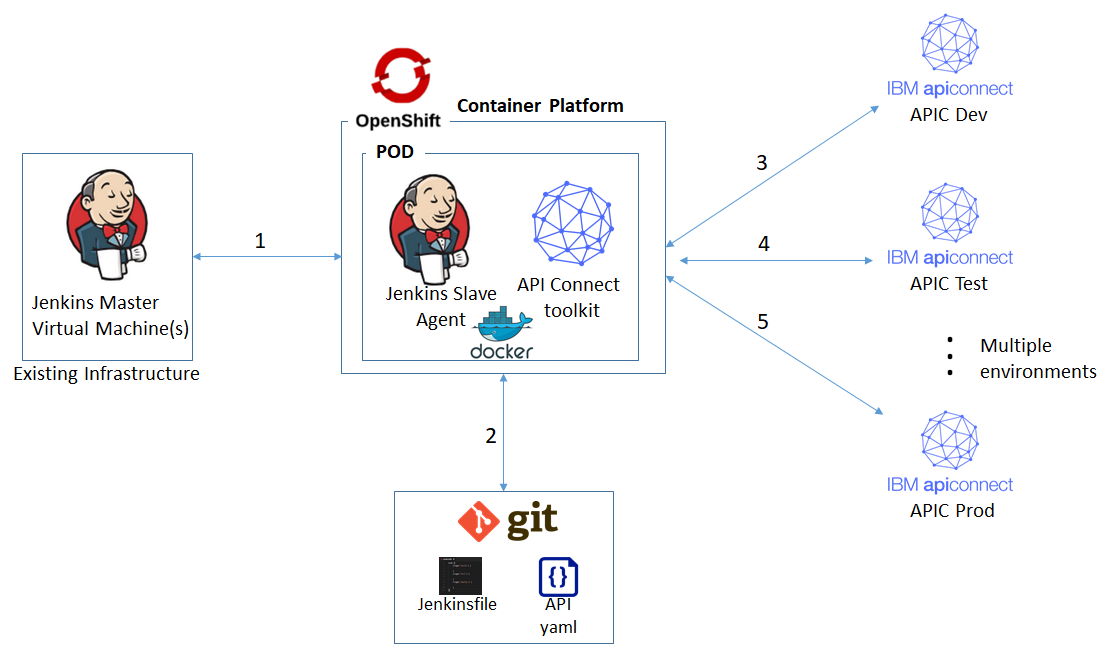 IBM apiconnect
APIC Dev
OpenShift
Container Platform
POD
Jenkins Master
Virtual Machine(s)
Existing Infrastructure
1
Jenkins Slave
Agent
API Connect
toolkit
docker
3
4
5
IBM apiconnect
APIC Test
Multiple
environments
IBM apiconnect
APIC Prod
2
git
Jenkinsfile
API
yaml
{}